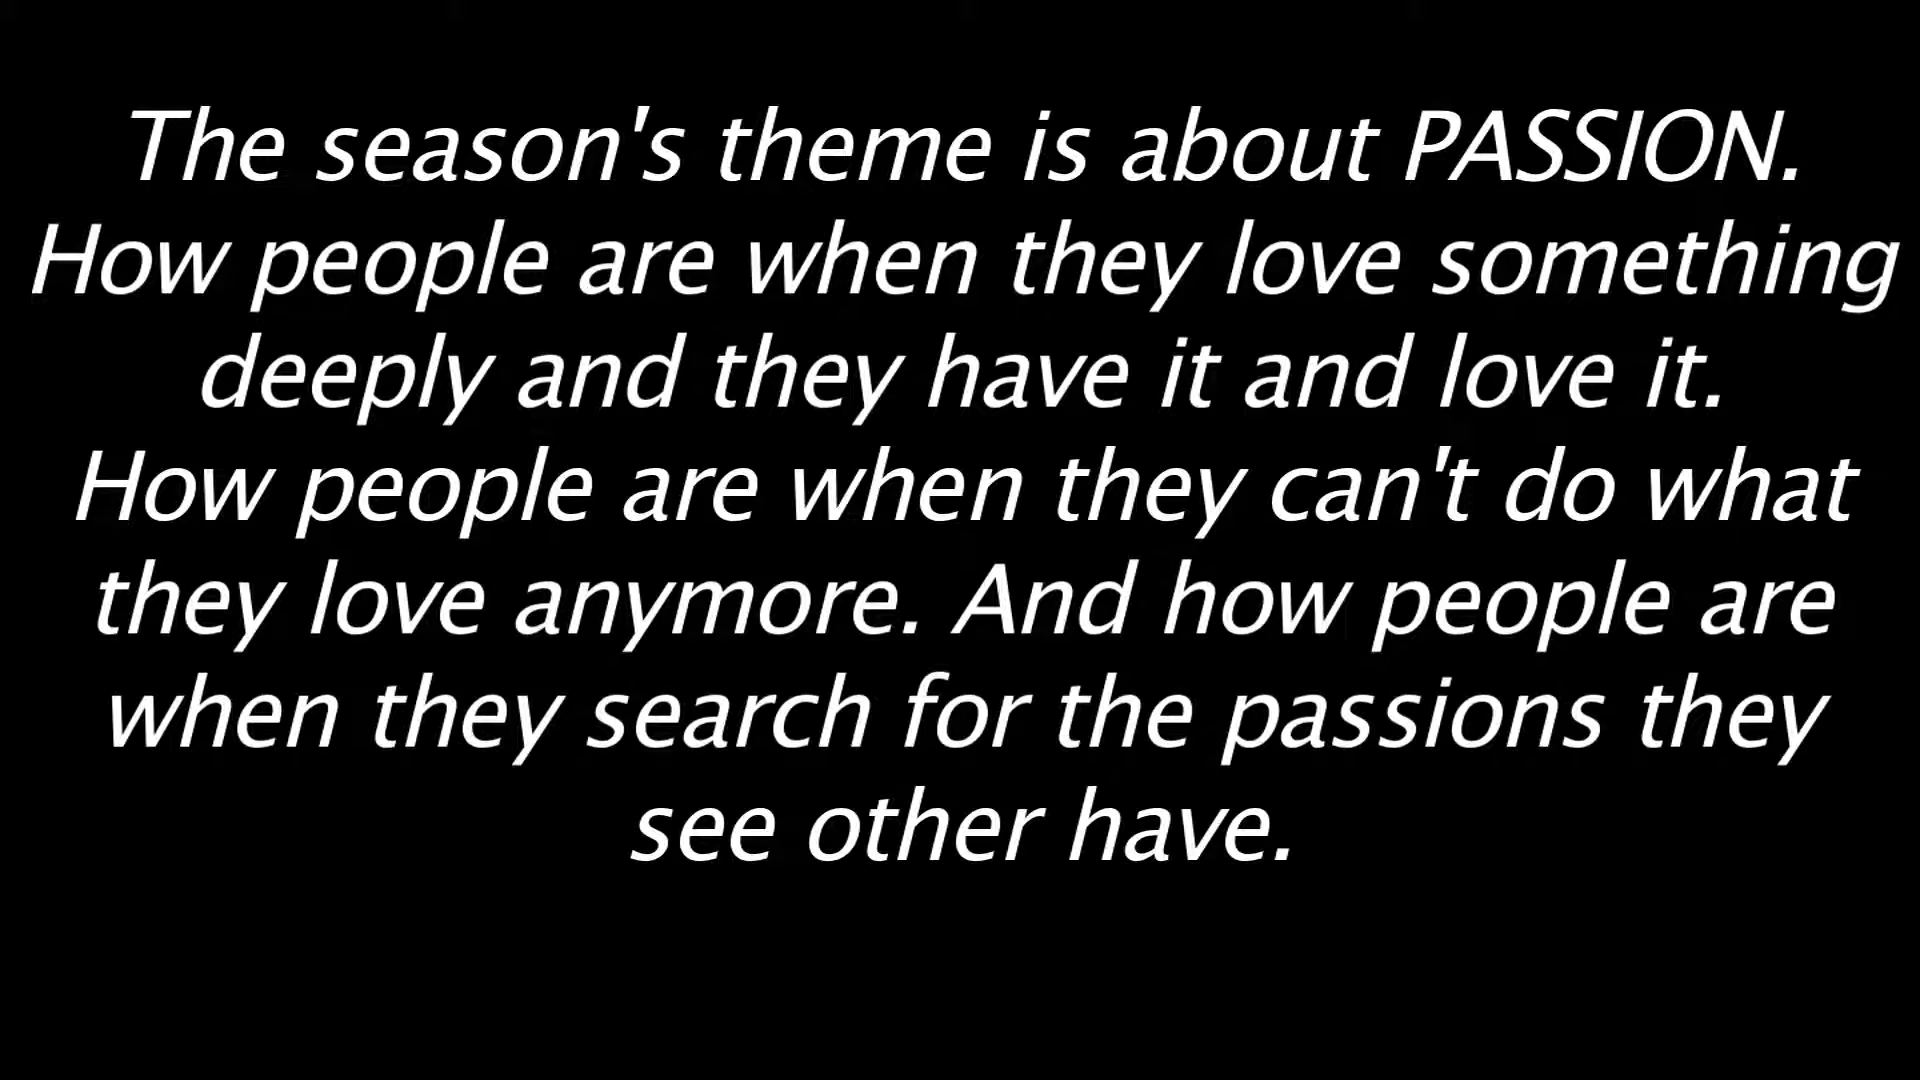 The season's theme is about PASSION.
How people are when they love something
deeply and they have it and love it.
How people are when they can't do what
they love anymore. And how people are
when they search for the passions they
see other have.